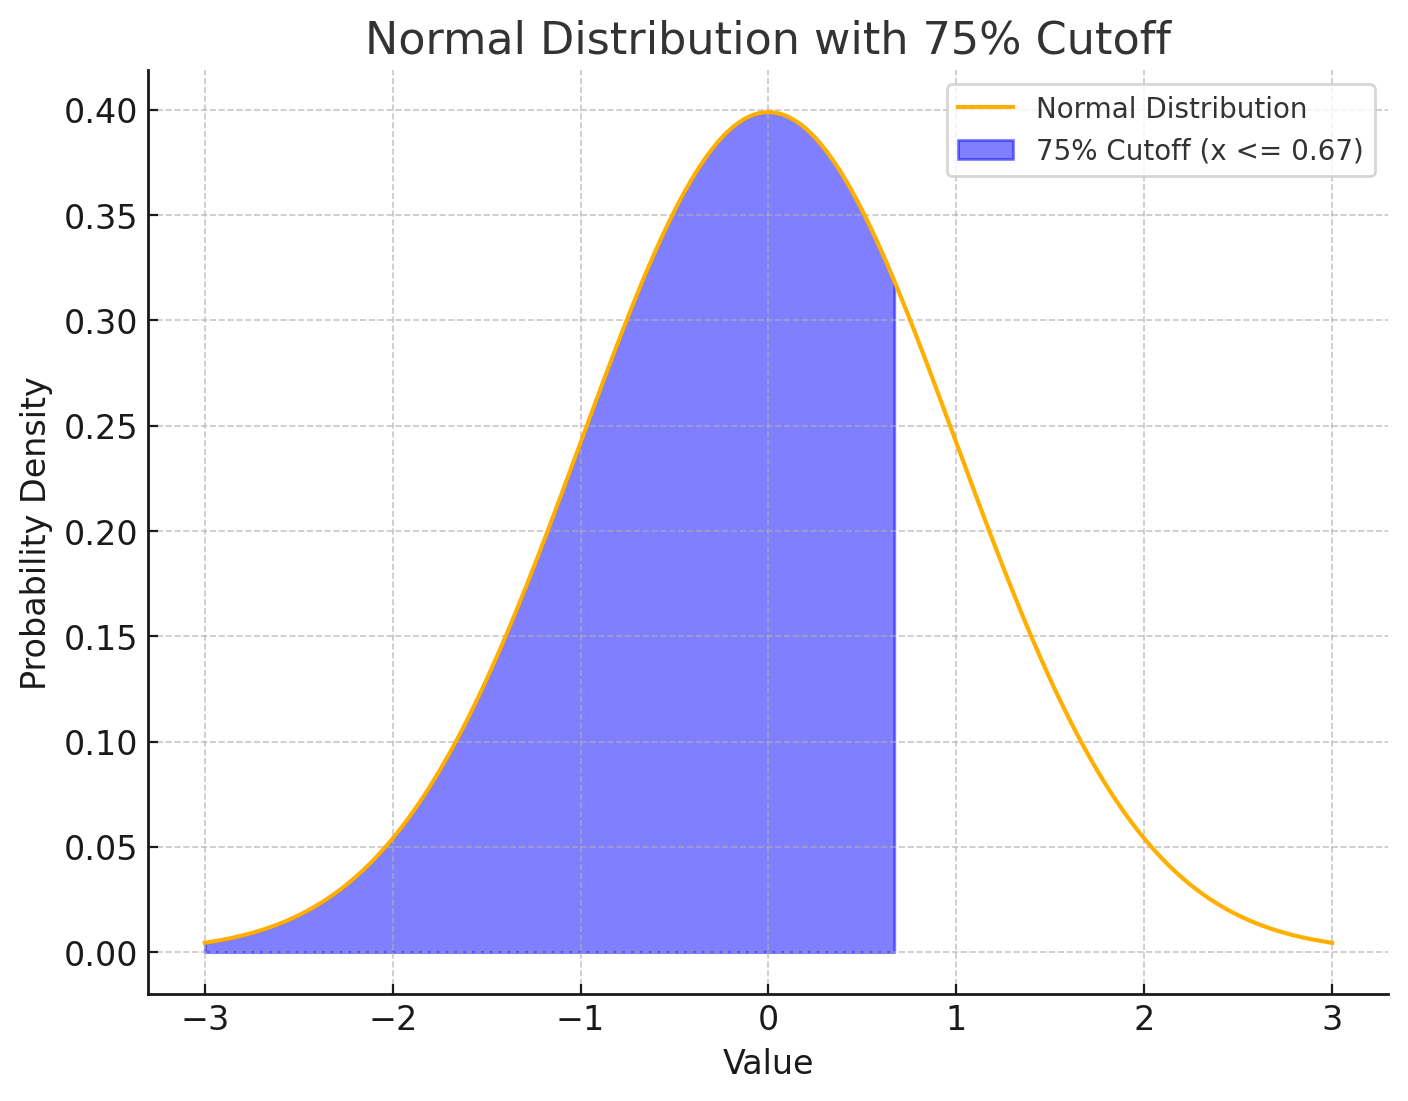 Normal Distribution with 75% Cutoff
Normal Distribution
75% Cutoff (x <= 0.67)
0.40
0.35
0.30
0.25
0.20
0.15
0.10
0.05
0.00
Probability Density
−3 −2 −1 0 1 2 3
Value